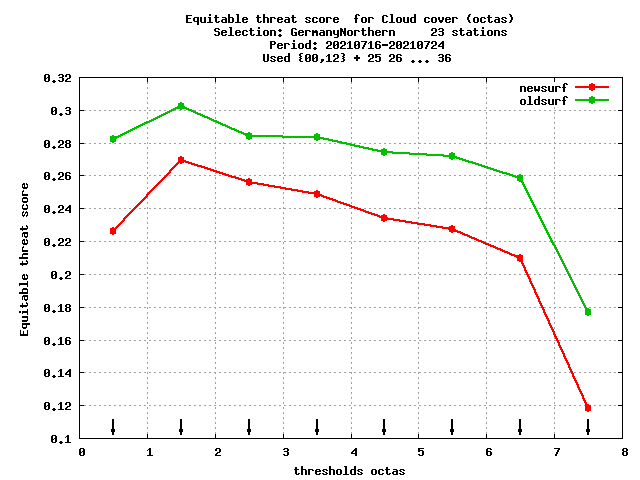 Equitable threat score  for Cloud cover (octas)
Selection: GermanyNorthern     23 stations
Period: 20210716-20210724
Used {00,12} + 25 26 ... 36
newsurf
oldsurf
Equitable threat score
0.32
0.3
0.28
0.26
0.24
0.22
0.2
0.18
0.16
0.14
0.12
0.1
0 1 2 3 4 5 6 7 8
thresholds octas